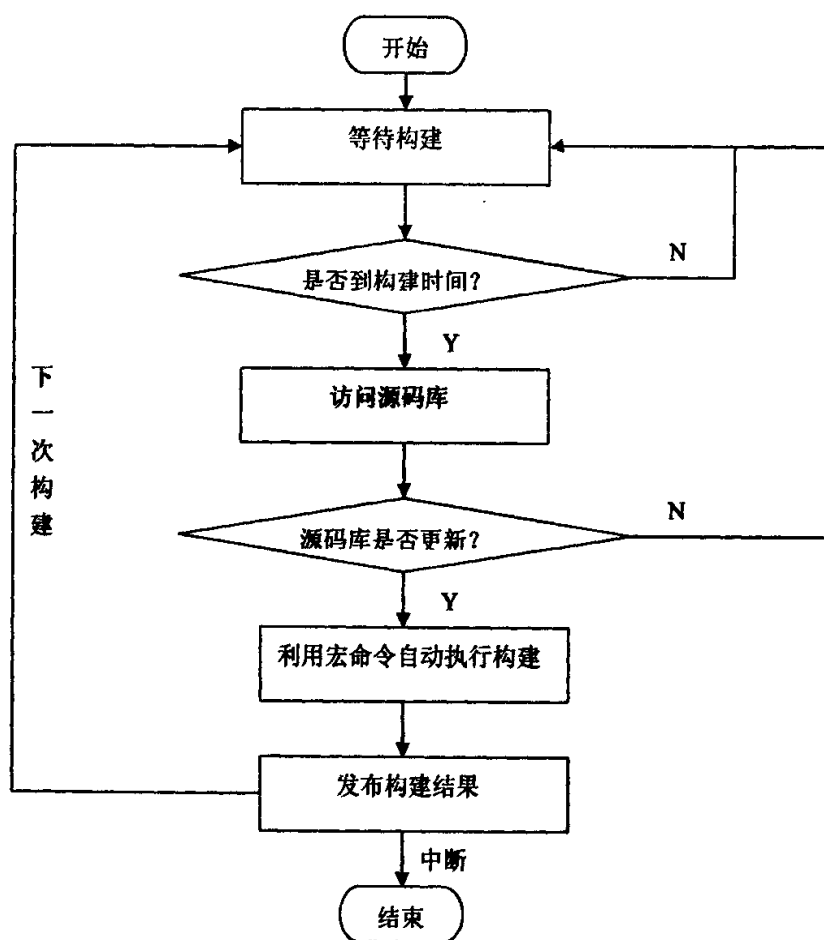 开始
等待构建
是否到构建时间？
N
Y
访问源码库
下一次构建
源码库是否更新？
N
Y
利用宏命令自动执行构建
发布构建结果
中断
结束